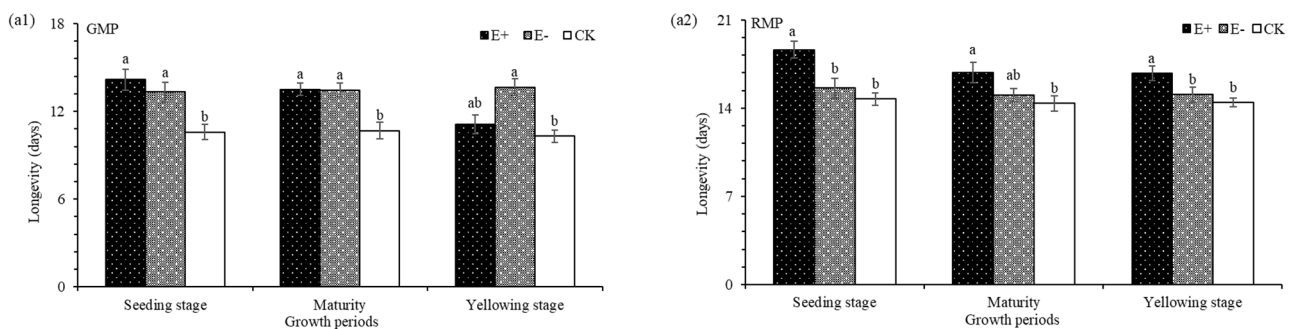 (a1)
GMP
E+ E- CK
18
12
6
0
Longevity (days)
a a b
a a b
ab a b
Seeding stage Maturity Yellowing stage
Growth periods
(a2)
RMP
E+ E- CK
21
14
7
0
Longevity (days)
a b b
a ab b
a b b
Seeding stage Maturity Yellowing stage
Growth periods